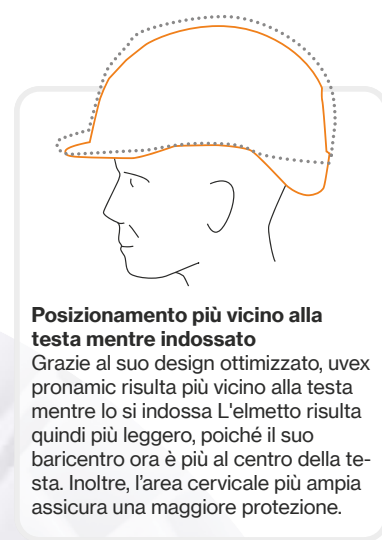 Posizionamento più vicino alla
testa mentre indossato
Grazie al suo design ottimizzato, uvex
pronamic risulta più vicino alla testa
mentre lo si indossa L'elmetto risulta
quindi più leggero, poiché il suo
baricentro ora è più al centro della te-
sta. Inoltre, l’area cervicale più ampia
assicura una maggiore protezione.